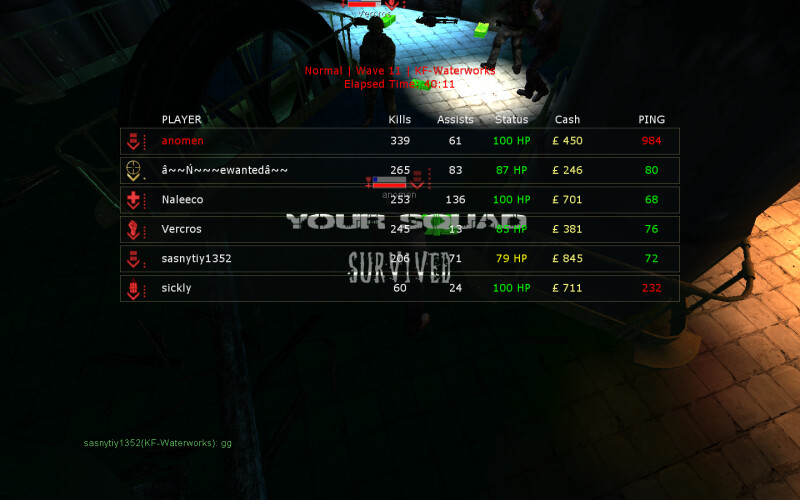 Vercros
Normal | Wave 11 | KF-Waterworks
Elapsed Time: 40:11
PLAYER Kills Assists Status Cash PING
anomen 339 61 100 HP £ 450 984
â~~Ń~~~ewantedâ~~ 265 83 87 HP £ 246 80
anomen
Naleeco 253 136 100 HP £ 701 68
YOUR SQUAD
Vercros 245 13 85 HP £ 381 76
SURVIVED
sasnytiy1352 206 71 79 HP £ 845 72
sickly 60 24 100 HP £ 711 232
sasnytiy1352(KF-Waterworks): gg